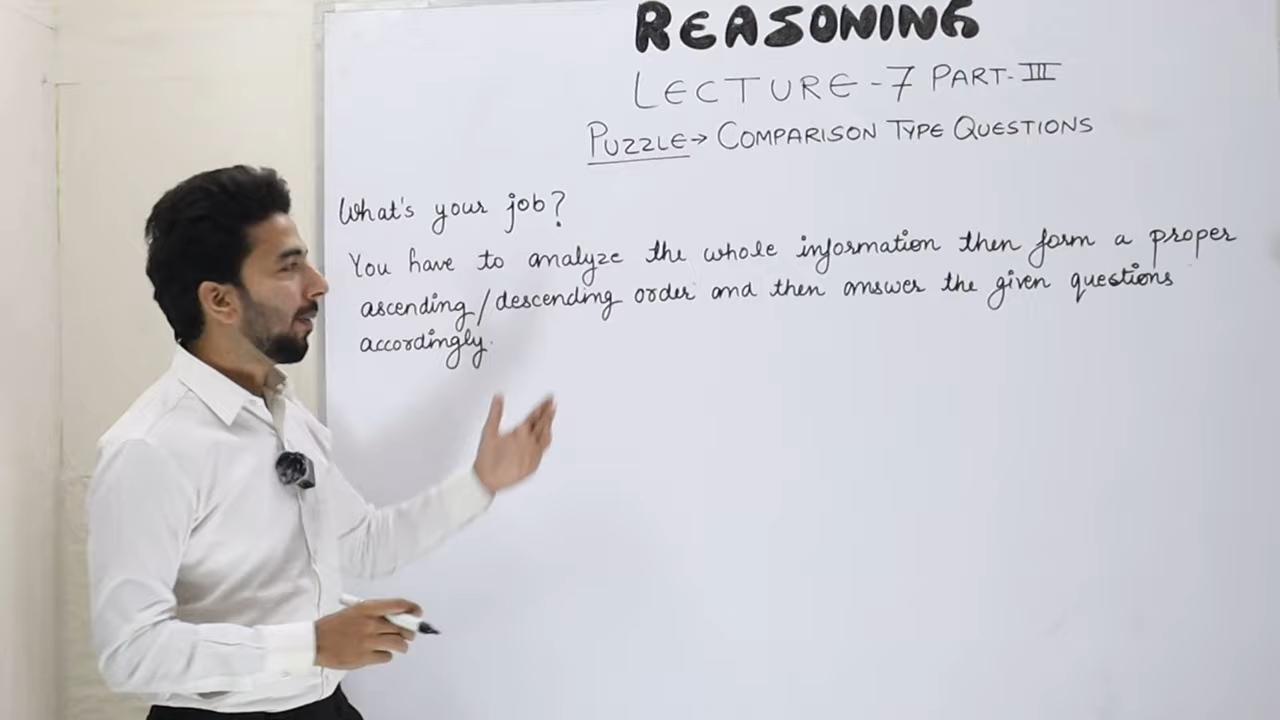 REASONING
LECTURE-7 PART-III
PUZZLE→ COMPARISON TYPE QUESTIONS
What's your job?
You have to analyze the whole information then form a proper
ascending/descending order and then answer the given questions
accordingly.